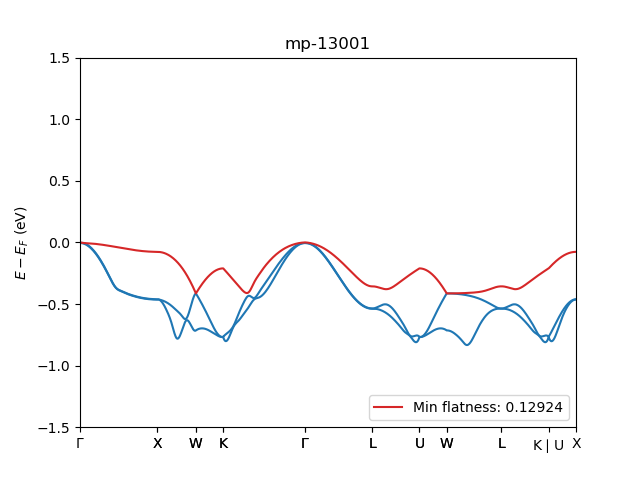 mp-13001
E − E_F (eV)
1.5
1.0
0.5
0.0
−0.5
−1.0
−1.5
Min flatness: 0.12924
Γ X W K Γ L U W L K | U X